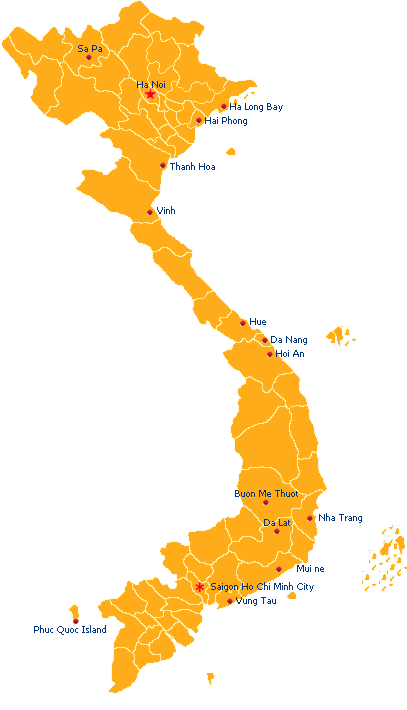 Sa Pa
Ha Noi
Ha Long Bay
Hai Phong
Thanh Hoa
Vinh
Hue
Da Nang
Hoi An
Buon Me Thuot
Nha Trang
Da Lat
Mui ne
Saigon Ho Chi Minh City
Vung Tau
Phuc Quoc Island